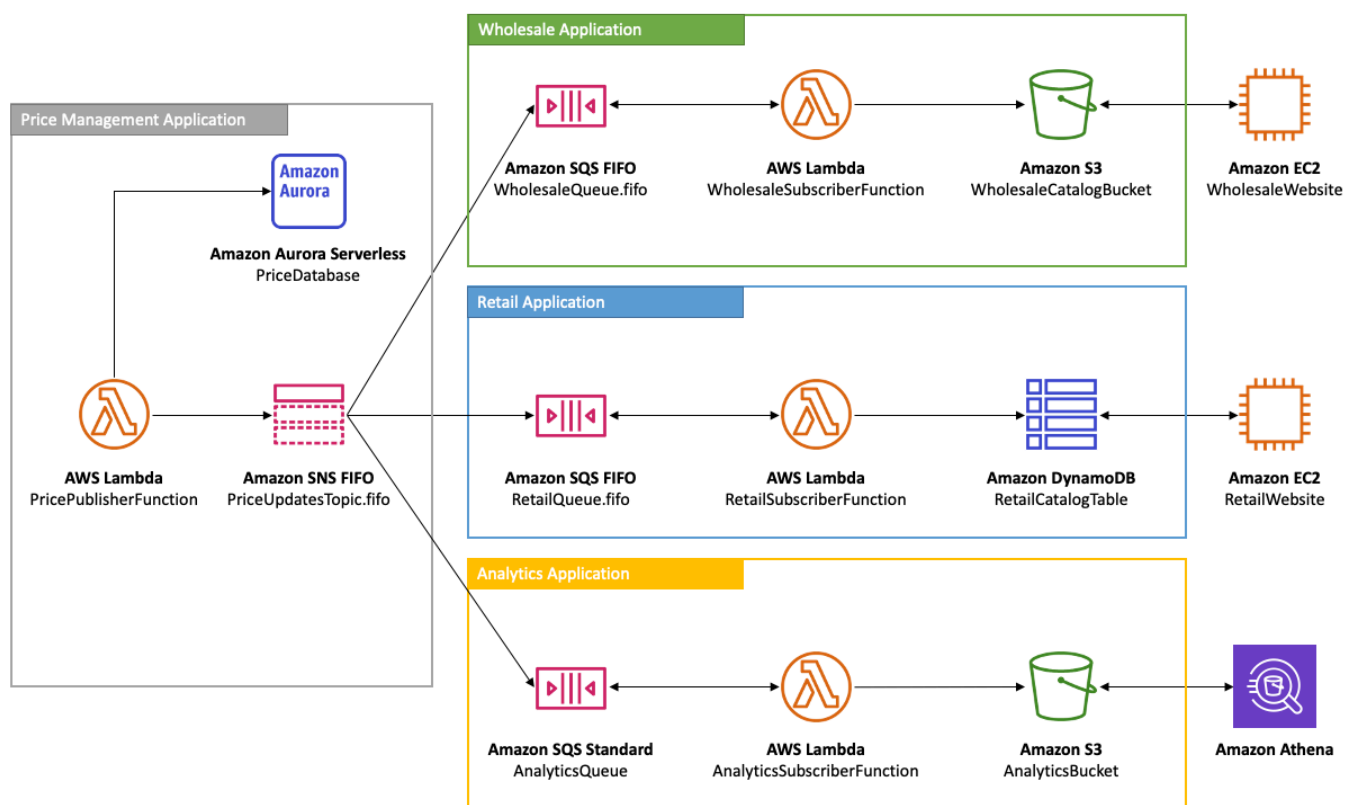 Wholesale Application
Amazon SQS FIFO
WholesaleQueue.fifo
AWS Lambda
WholesaleSubscriberFunction
Amazon S3
WholesaleCatalogBucket
Amazon EC2
WholesaleWebsite
Price Management Application
Amazon
Aurora
Amazon Aurora Serverless
PriceDatabase
AWS Lambda
PricePublisherFunction
Amazon SNS FIFO
PriceUpdatesTopic.fifo
Retail Application
Amazon SQS FIFO
RetailQueue.fifo
AWS Lambda
RetailSubscriberFunction
Amazon DynamoDB
RetailCatalogTable
Amazon EC2
RetailWebsite
Analytics Application
Amazon SQS Standard
AnalyticsQueue
AWS Lambda
AnalyticsSubscriberFunction
Amazon S3
AnalyticsBucket
Amazon Athena